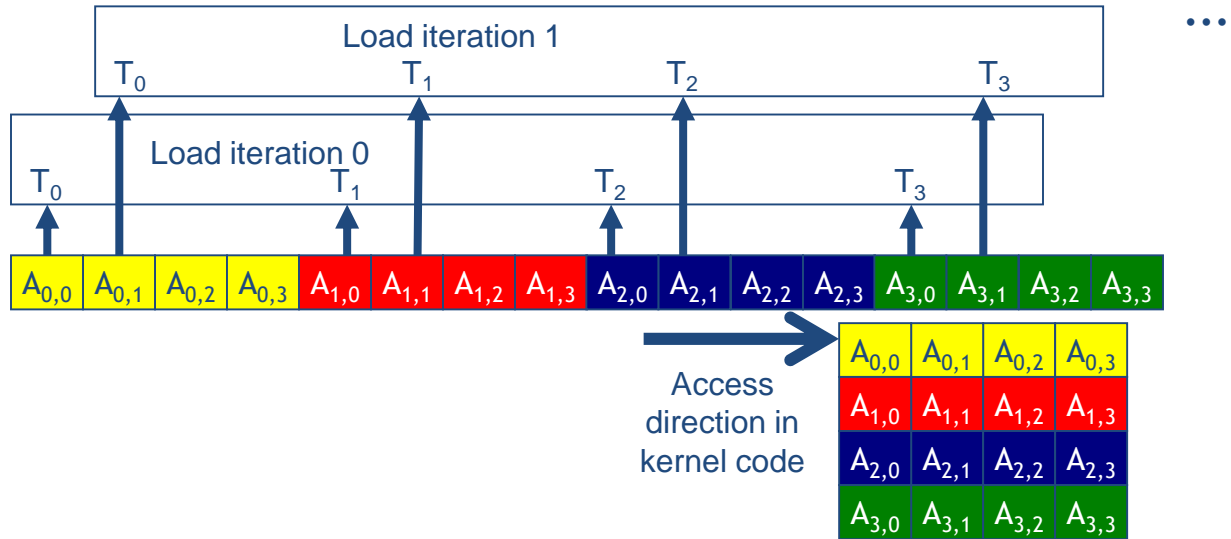 ...
Load iteration 1
T0 T1 T2 T3
Load iteration 0
T0 T1 T2 T3
A0,0 A0,1 A0,2 A0,3 A1,0 A1,1 A1,2 A1,3 A2,0 A2,1 A2,2 A2,3 A3,0 A3,1 A3,2 A3,3
Access
direction in
kernel code
A0,0 A0,1 A0,2 A0,3
A1,0 A1,1 A1,2 A1,3
A2,0 A2,1 A2,2 A2,3
A3,0 A3,1 A3,2 A3,3